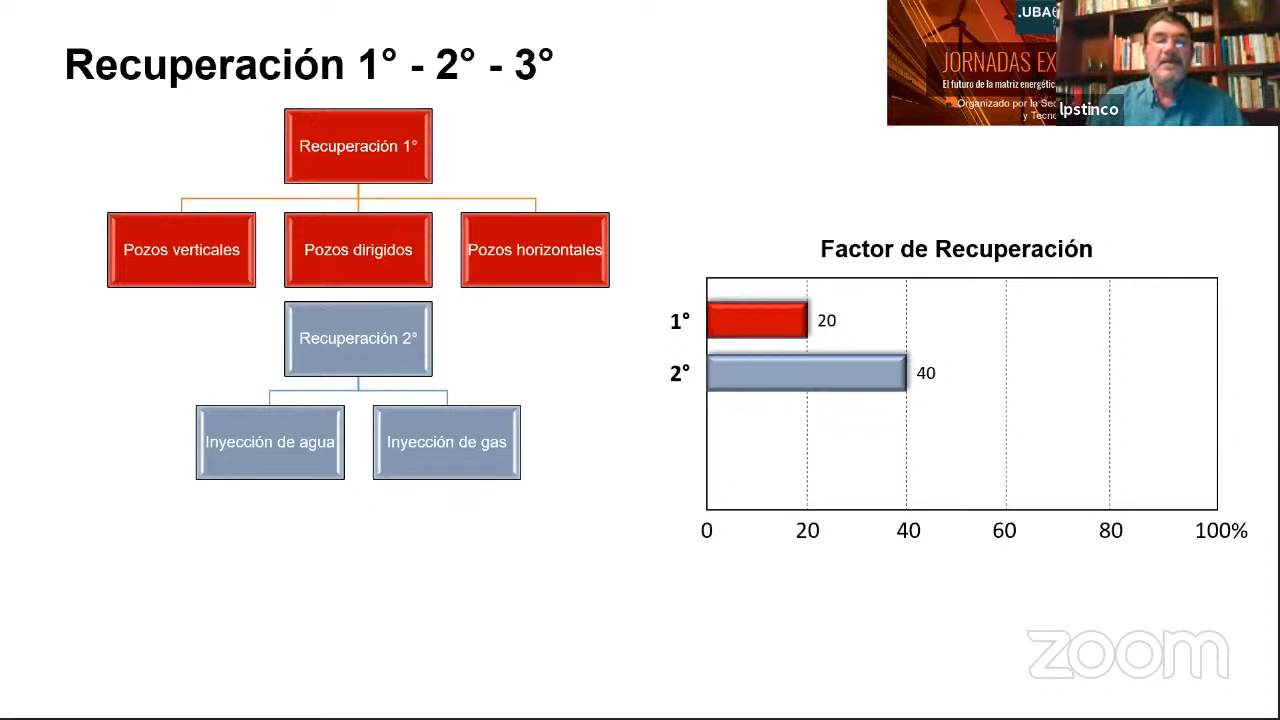 Recuperación 1° - 2° - 3°
.UBA
JORNADAS EX
El futuro de la matriz energétic
Organizado por la Sec
y Tecno
lpstinco
Recuperación 1°
Pozos verticales
Pozos dirigidos
Pozos horizontales
Recuperación 2°
Inyección de agua
Inyección de gas
Factor de Recuperación
1°
20
2°
40
0
20
40
60
80
100%
zoom